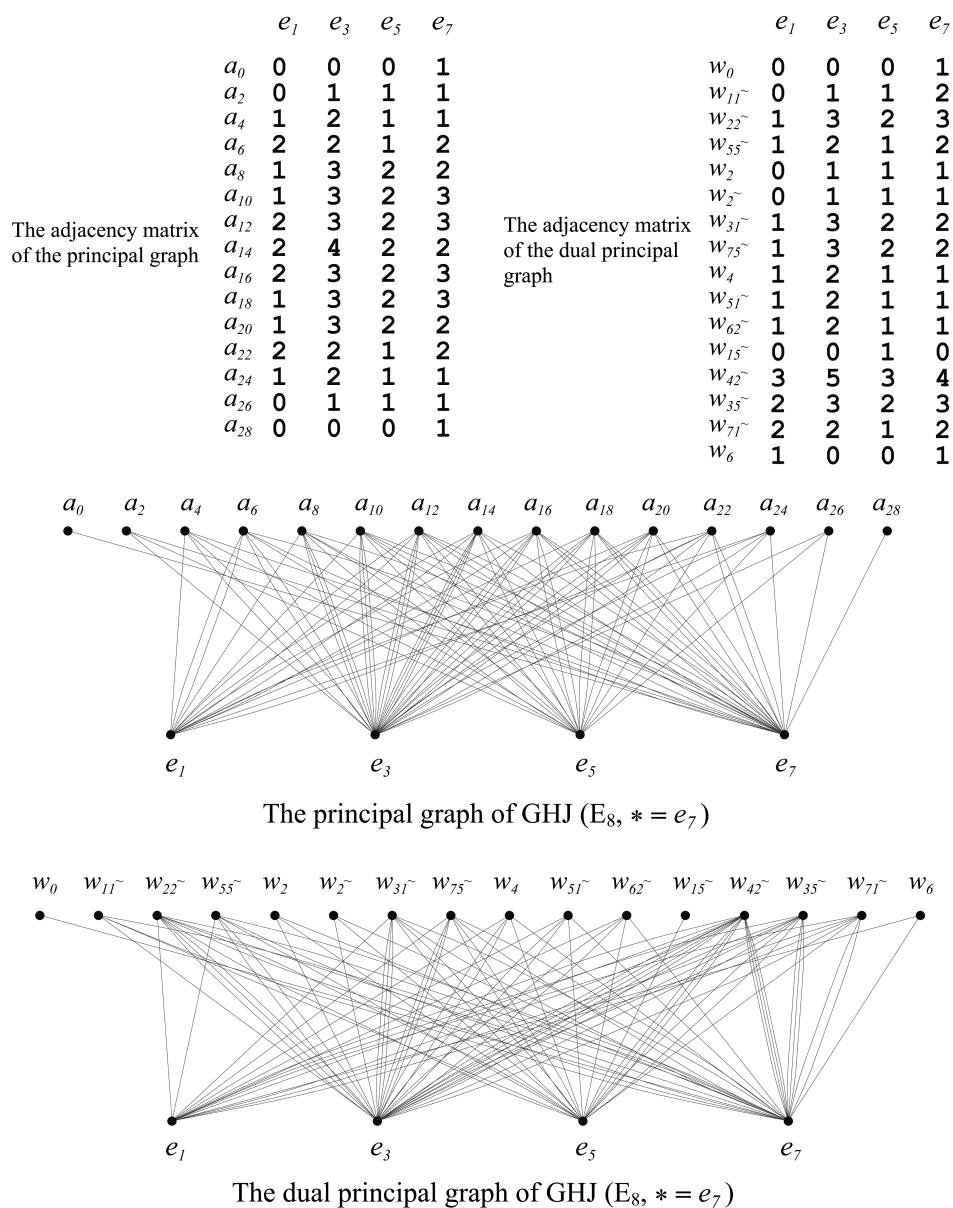 e1 e3 e5 e7
a0 0 0 0 1
a2 0 1 1 1
a4 1 2 1 1
a6 2 2 1 2
a8 1 3 2 2
a10 1 3 2 3
a12 2 3 2 3
a14 2 4 2 2
a16 2 3 2 3
a18 1 3 2 3
a20 1 3 2 2
a22 2 2 1 2
a24 1 2 1 1
a26 0 1 1 1
a28 0 0 0 1
The adjacency matrix
of the principal graph
e1 e3 e5 e7
w0 0 0 0 1
w11~ 0 1 1 2
w22~ 1 3 2 3
w55~ 1 2 1 2
w2 0 1 1 1
w2~ 0 1 1 1
w31~ 1 3 2 2
w75~ 1 3 2 2
w4 1 2 1 1
w51~ 1 2 1 1
w62~ 1 2 1 1
w15~ 0 0 1 0
w42~ 3 5 3 4
w35~ 2 3 2 3
w71~ 2 2 1 2
w6 1 0 0 1
The adjacency matrix
of the dual principal
graph
a0 a2 a4 a6 a8 a10 a12 a14 a16 a18 a20 a22 a24 a26 a28
e1 e3 e5 e7
The principal graph of GHJ (E8, * = e7 )
w0 w11~ w22~ w55~ w2 w2~ w31~ w75~ w4 w51~ w62~ w15~ w42~ w35~ w71~ w6
e1 e3 e5 e7
The dual principal graph of GHJ (E8, * = e7 )